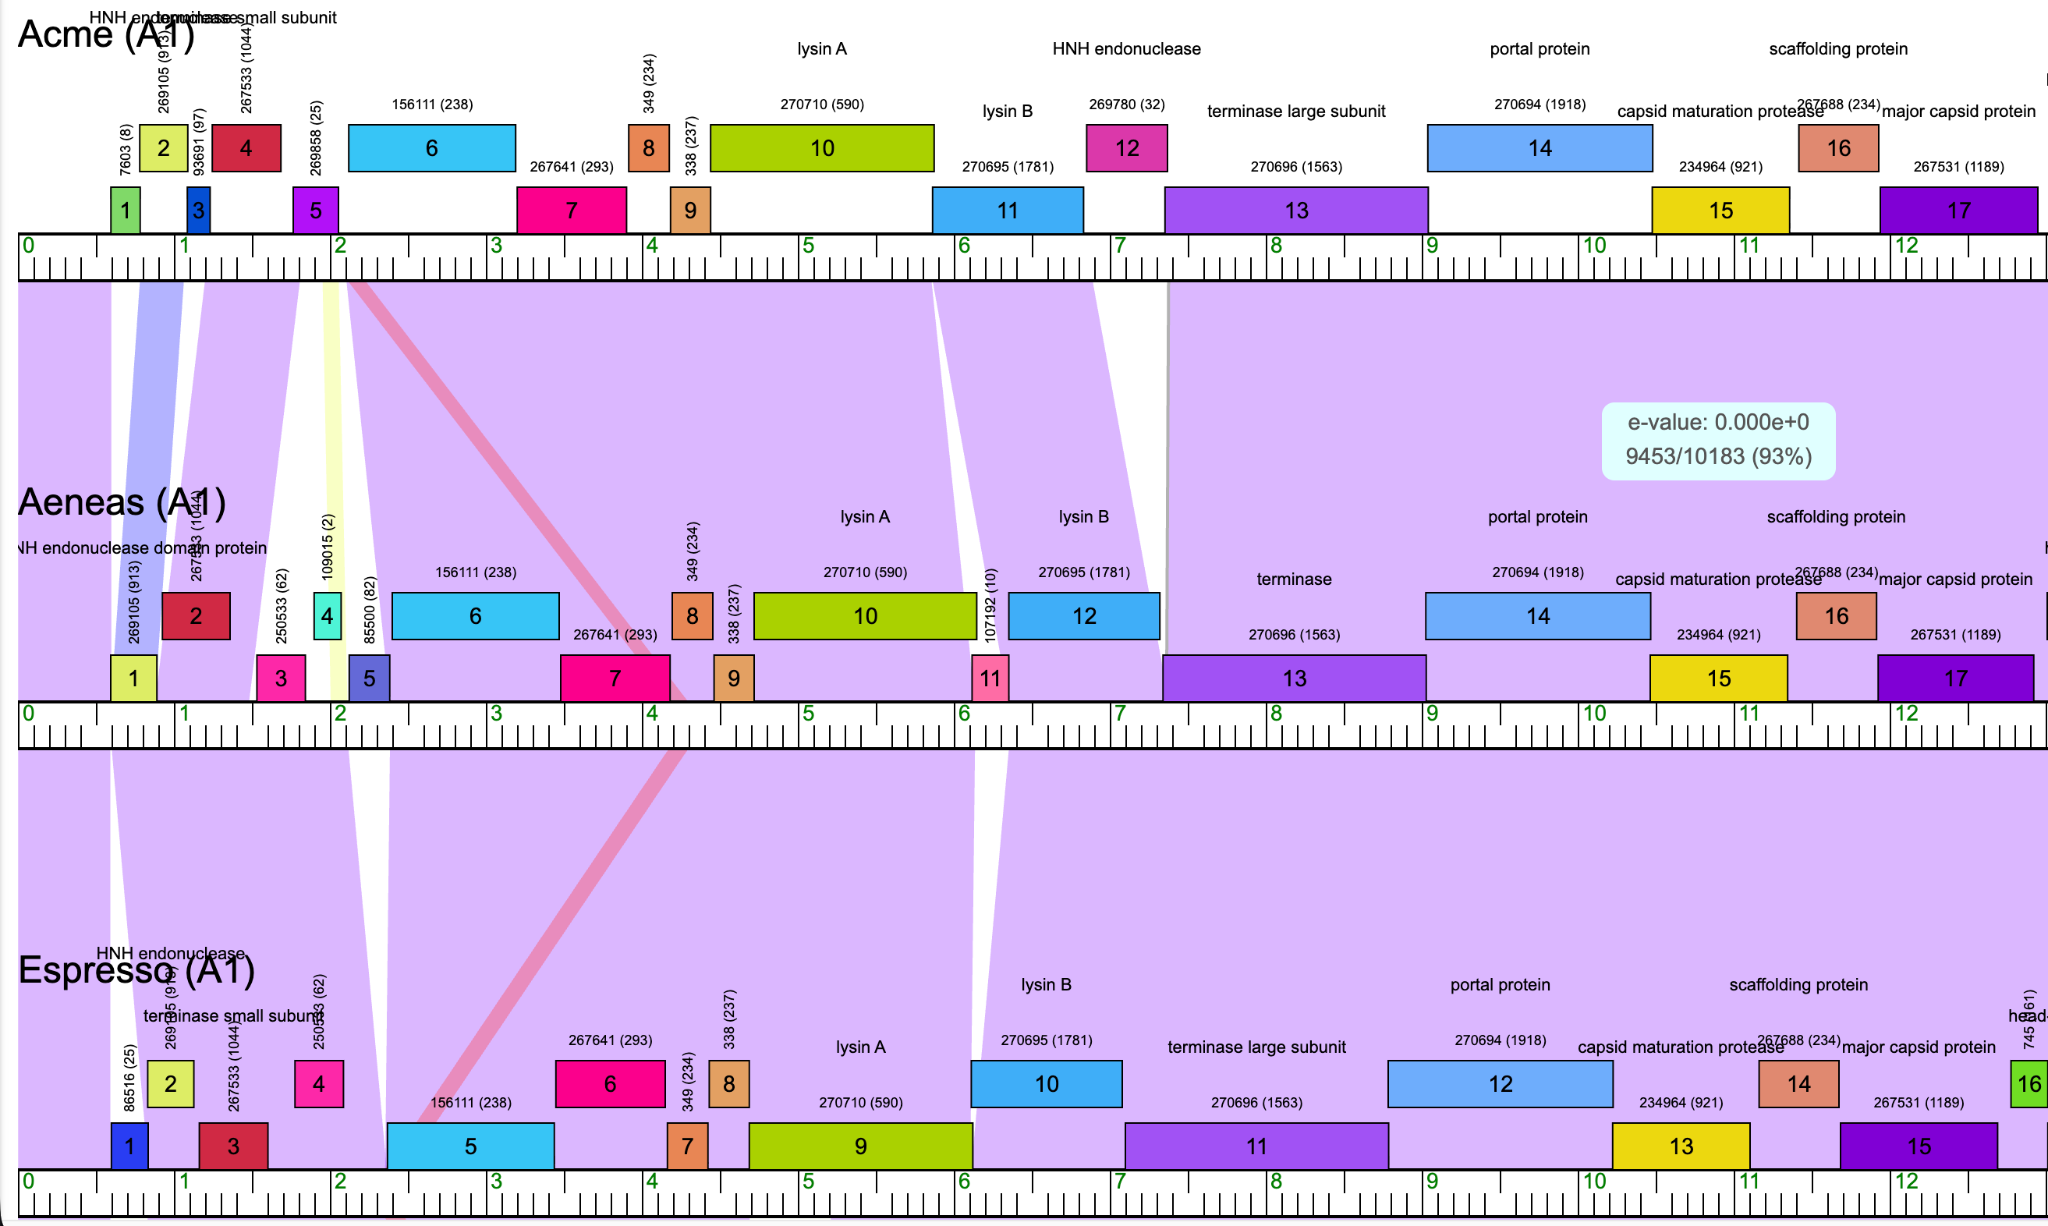 HNH endonuclease
terminase small subunit
Acme (A1)
lysin A
HNH endonuclease
portal protein
scaffolding protein
lysin B
terminase large subunit
capsid maturation protease
major capsid protein
7603 (8)
269105 (913)
93691 (97)
267533 (1044)
269858 (25)
156111 (238)
267641 (293)
349 (234)
338 (237)
270710 (590)
270695 (1781)
269780 (32)
270696 (1563)
270694 (1918)
234964 (921)
267688 (234)
267531 (1189)
1 2 3 4 5 6 7 8 9 10 11 12 13 14 15 16 17
0 1 2 3 4 5 6 7 8 9 10 11 12
e-value: 0.000e+0
9453/10183 (93%)
Aeneas (A1)
NH endonuclease domain protein
lysin A
lysin B
portal protein
scaffolding protein
terminase
capsid maturation protease
major capsid protein
269105 (913)
267533 (1044)
250533 (62)
109015 (2)
85500 (82)
156111 (238)
267641 (293)
349 (234)
338 (237)
270710 (590)
107192 (10)
270695 (1781)
270696 (1563)
270694 (1918)
234964 (921)
267688 (234)
267531 (1189)
1 2 3 4 5 6 7 8 9 10 11 12 13 14 15 16 17
0 1 2 3 4 5 6 7 8 9 10 11 12
HNH endonuclease
Espresso (A1)
terminase small subunit
lysin B
portal protein
scaffolding protein
lysin A
terminase large subunit
capsid maturation protease
major capsid protein
head-
86516 (25)
269105 (913)
267533 (1044)
250533 (62)
156111 (238)
267641 (293)
349 (234)
338 (237)
270710 (590)
270695 (1781)
270696 (1563)
270694 (1918)
234964 (921)
267688 (234)
267531 (1189)
1 2 3 4 5 6 7 8 9 10 11 12 13 14 15 16
0 1 2 3 4 5 6 7 8 9 10 11 12